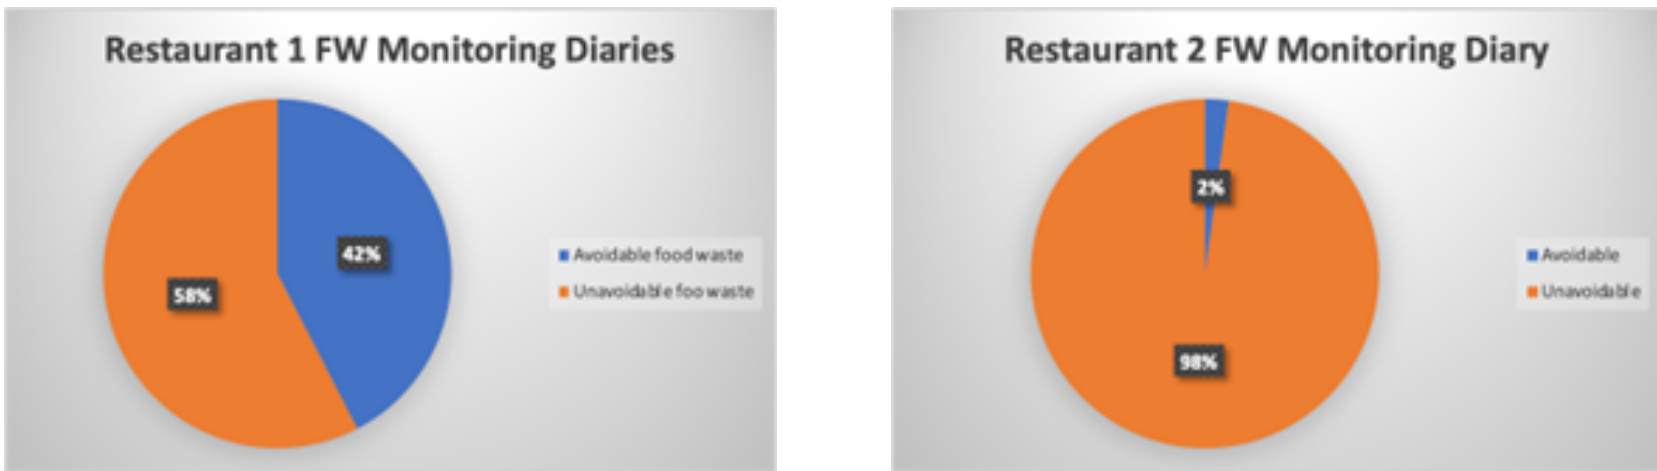 Restaurant 1 FW Monitoring Diaries
42%
58%
Avoidable food waste
Unavoidable foo waste
Restaurant 2 FW Monitoring Diary
2%
98%
Avoidable
Unavoidable